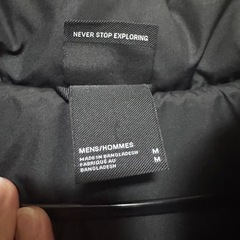 NEVER STOP EXPLORING
MENS/HOMMES
MADE IN BANGLADESH M
FABRIQUÉ AU M
BANGLADESH